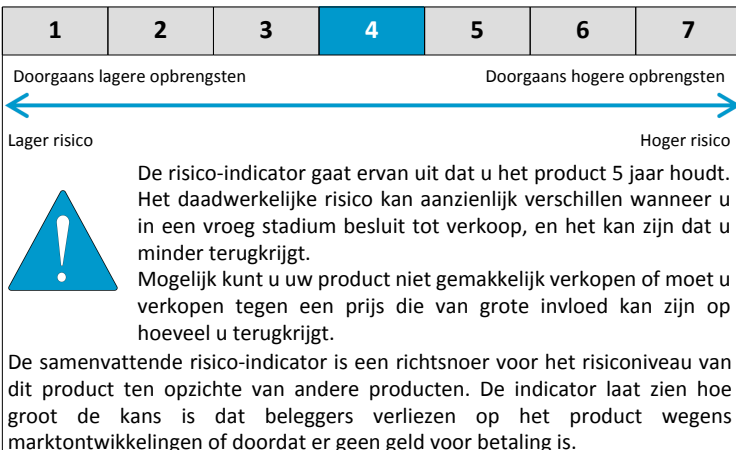 1 2 3 4 5 6 7
Doorgaans lagere opbrengsten Doorgaans hogere opbrengsten
Lager risico Hoger risico
De risico-indicator gaat ervan uit dat u het product 5 jaar houdt.
Het daadwerkelijke risico kan aanzienlijk verschillen wanneer u
in een vroeg stadium besluit tot verkoop, en het kan zijn dat u
minder terugkrijgt.
Mogelijk kunt u uw product niet gemakkelijk verkopen of moet u
verkopen tegen een prijs die van grote invloed kan zijn op
hoeveel u terugkrijgt.
De samenvattende risico-indicator is een richtsnoer voor het risiconiveau van
dit product ten opzichte van andere producten. De indicator laat zien hoe
groot de kans is dat beleggers verliezen op het product wegens
marktontwikkelingen of doordat er geen geld voor betaling is.